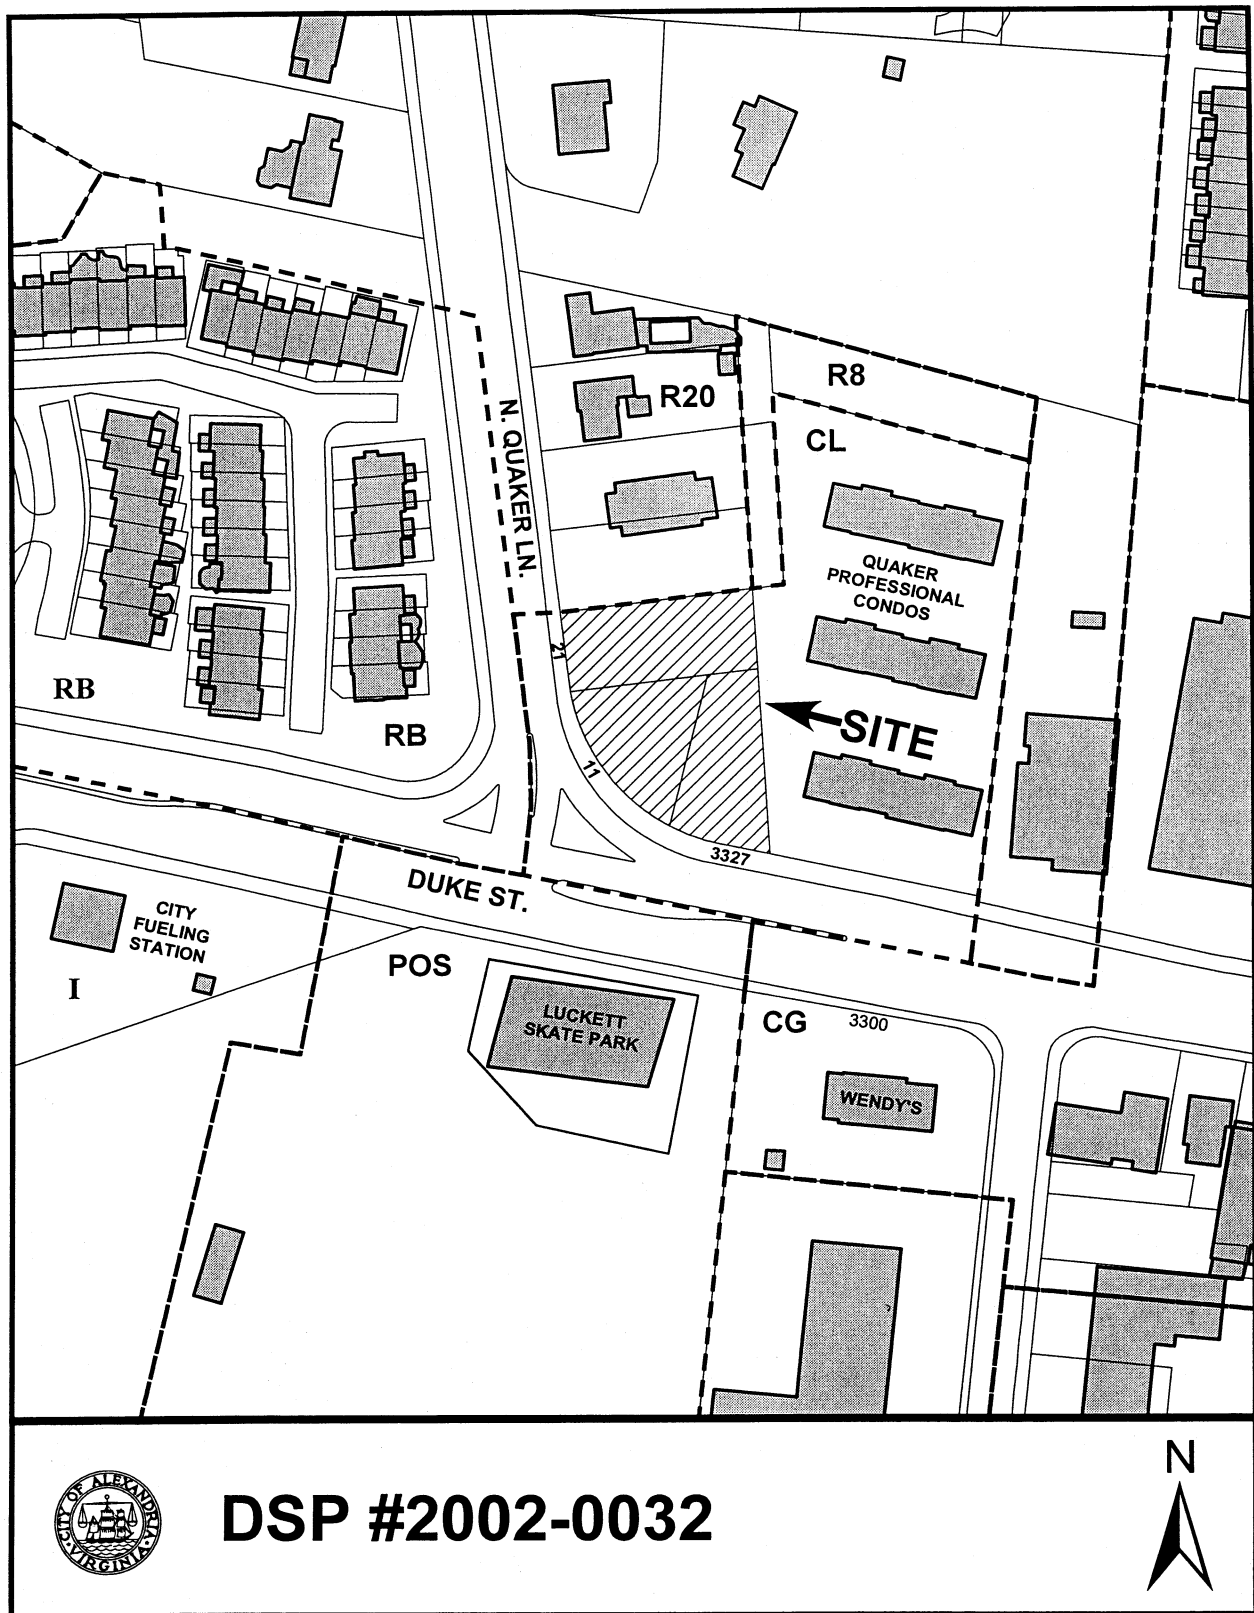 R8
R20
CL
N. QUAKER LN.
QUAKER
PROFESSIONAL
CONDOS
21
RB
RB
SITE
11
3327
DUKE ST.
CITY
FUELING
STATION
I
POS
LUCKETT
SKATE PARK
CG
3300
WENDY'S
N
CITY OF ALEXANDRIA
VIRGINIA
DSP #2002-0032